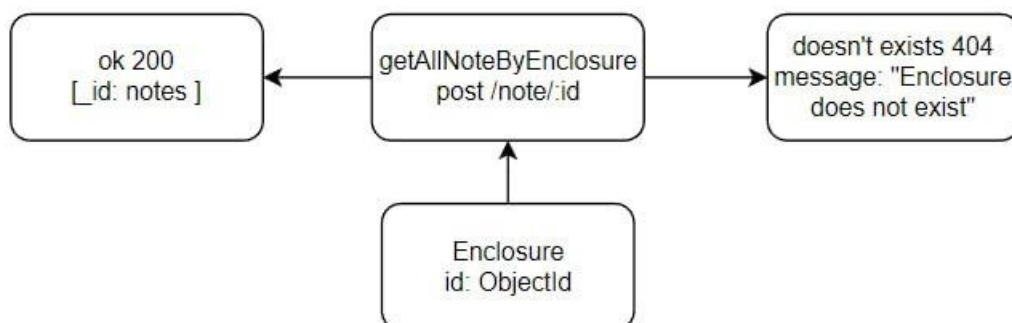 ok 200
[_id: notes ]
getAllNoteByEnclosure
post /note/:id
doesn't exists 404
message: "Enclosure
does not exist"
Enclosure
id: ObjectId